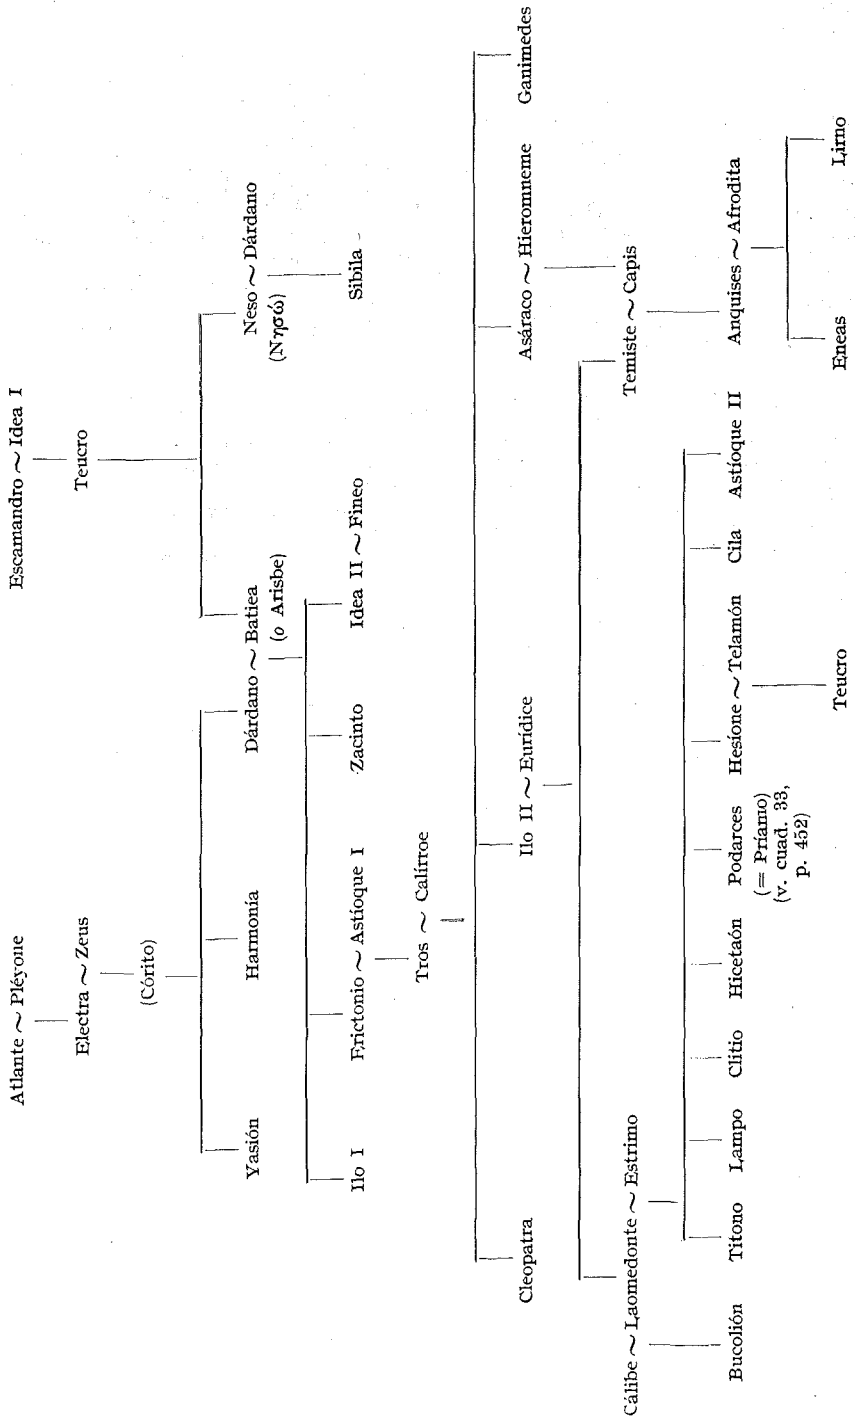 Atlante ~ Pléyone
Escamandro ~ Idea I
Electra ~ Zeus
Teucro
(Córito)
Yasión
Harmonía
Dárdano ~ Batiea
(o Arisbe)
Neso ~ Dárdano
(Νησώ)
Ilo I
Erictonio ~ Astíoque I
Zacinto
Idea II ~ Fineo
Sibila
Tros ~ Calírroe
Cleopatra
Ilo II ~ Eurídice
Asáraco ~ Hieromneme
Ganimedes
Cálibe ~ Laomedonte ~ Estrimo
Temiste ~ Capis
Bucolión
Titono
Lampo
Clitio
Hicetaón
Podarces
(= Príamo)
(v. cuad. 33,
p. 452)
Hesíone ~ Telamón
Cila
Astíoque II
Anquises ~ Afrodita
Teucro
Eneas
Lirno